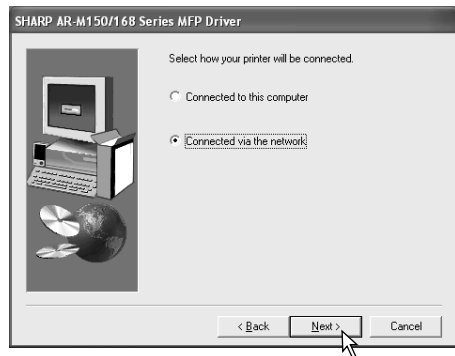 SHARP AR-M150/168 Series MFP Driver
Select how your printer will be connected.
Connected to this computer
Connected via the network
< Back
Next >
Cancel